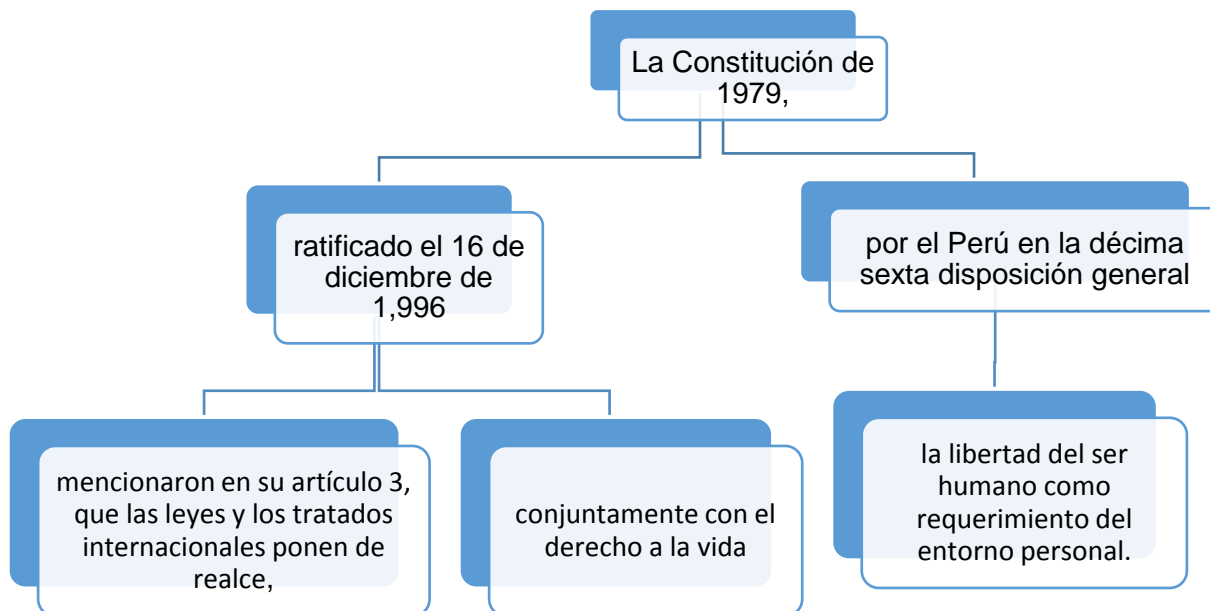 La Constitución de
1979,
ratificado el 16 de
diciembre de
1,996
por el Perú en la décima
sexta disposición general
mencionaron en su artículo 3,
que las leyes y los tratados
internacionales ponen de
realce,
conjuntamente con el
derecho a la vida
la libertad del ser
humano como
requerimiento del
entorno personal.